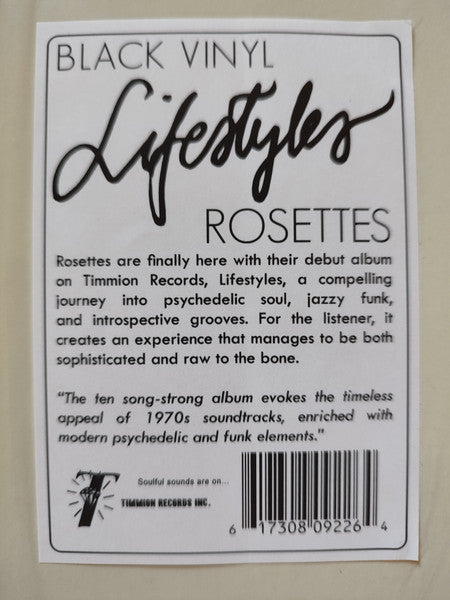 BLACK VINYL
Lifestyles
ROSETTES
Rosettes are finally here with their debut album
on Timmion Records, Lifestyles, a compelling
journey into psychedelic soul, jazzy funk,
and introspective grooves. For the listener, it
creates an experience that manages to be both
sophisticated and raw to the bone.
"The ten song-strong album evokes the timeless
appeal of 1970s soundtracks, enriched with
modern psychedelic and funk elements."
Soulful sounds are on...
T TIMMION RECORDS INC.
6 17308 09226 4